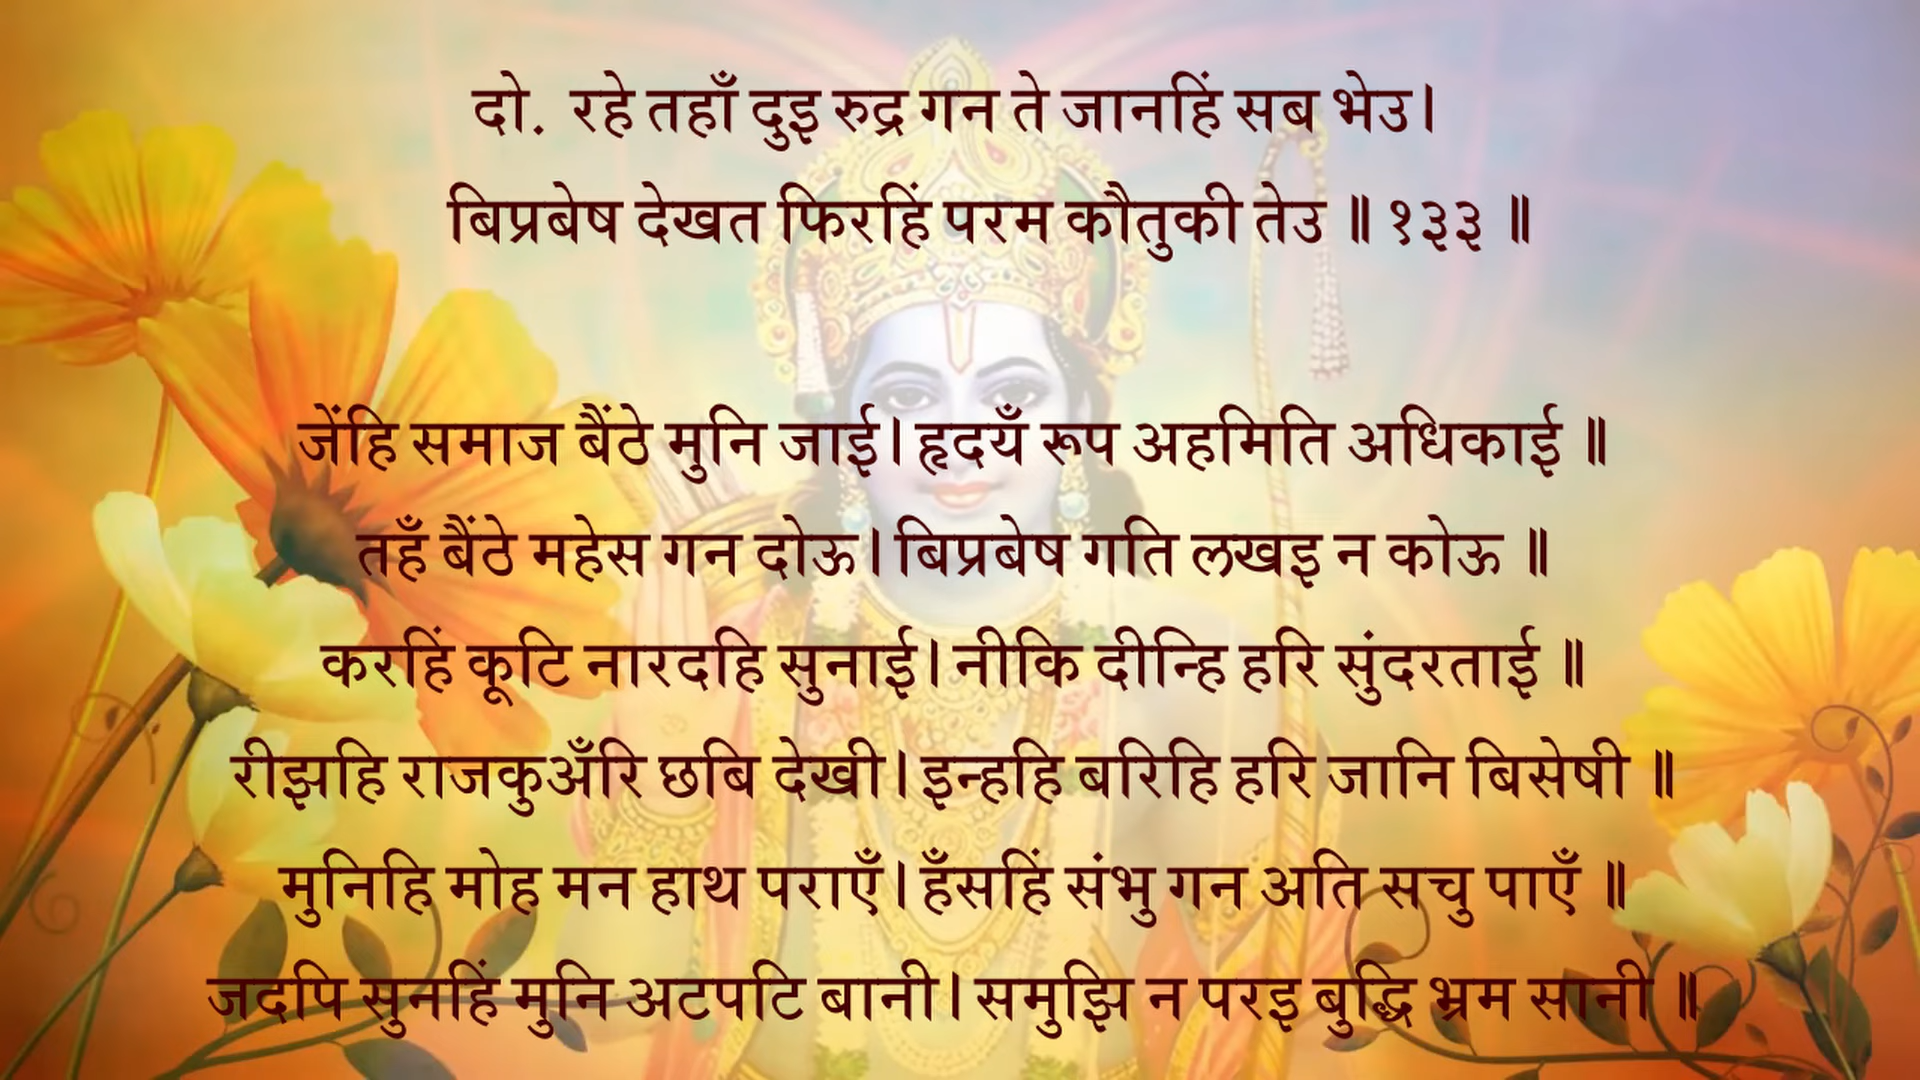 दो. रहे तहाँ दुइ रुद्र गन ते जानहिं सब भेउ।
बिप्रबेष देखत फिरहिं परम कौतुकी तेउ ॥ १३३ ॥
जेंहि समाज बैंठे मुनि जाई। हृदयँ रूप अहमिति अधिकाई ॥
तहँ बैंठे महेस गन दोऊ। बिप्रबेष गति लखइ न कोऊ ॥
करहिं कूटि नारदहि सुनाई। नीकि दीन्हि हरि सुंदरताई ॥
रीझहि राजकुअँरि छबि देखी। इन्हहि बरिहि हरि जानि बिसेषी ॥
मुनिहि मोह मन हाथ पराएँ। हँसहिं संभु गन अति सचु पाएँ ॥
जदपि सुनहिं मुनि अटपटि बानी। समुझि न परइ बुद्धि भ्रम सानी ॥